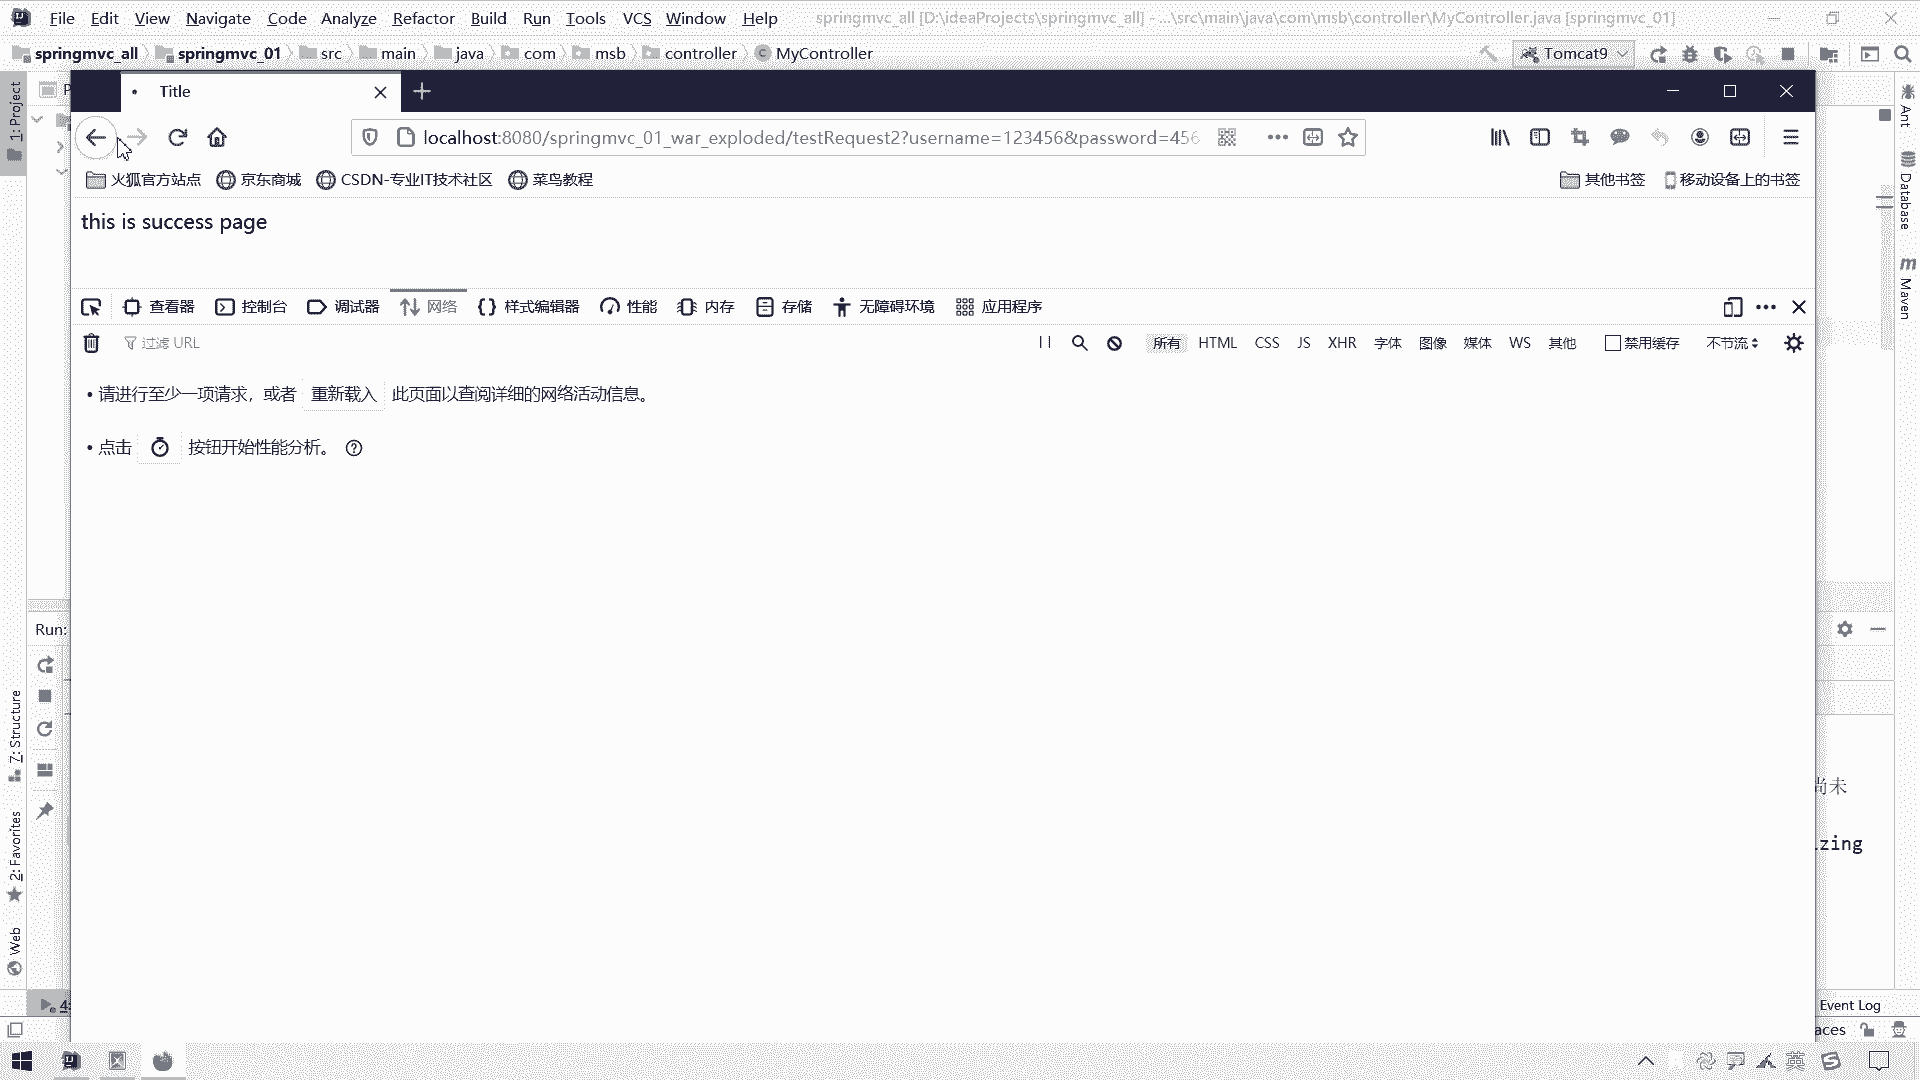 File Edit View Navigate Code Analyze Refactor Build Run Tools VCS Window Help springmvc_all [D:\ideaProjects\springmvc_all] - ...\src\main\java\com\msb\controller\MyController.java [springmvc_01]
springmvc_all springmvc_01 src main java com msb controller MyController Tomcat9
1: Project
Title
localhost:8080/springmvc_01_war_exploded/testRequest2?username=123456&password=456
火狐官方站点 京东商城 CSDN-专业IT技术社区 菜鸟教程 其他书签 移动设备上的书签
this is success page
查看器 控制台 调试器 网络 样式编辑器 性能 内存 存储 无障碍环境 应用程序
过滤 URL 所有 HTML CSS JS XHR 字体 图像 媒体 WS 其他 禁用缓存 不节流
• 请进行至少一项请求，或者 重新载入 此页面以查阅详细的网络活动信息。
• 点击 按钮开始性能分析。
Ant
Database
Maven
Run:
7: Structure
2: Favorites
Web
尚未
zing
4:
Event Log
aces
英